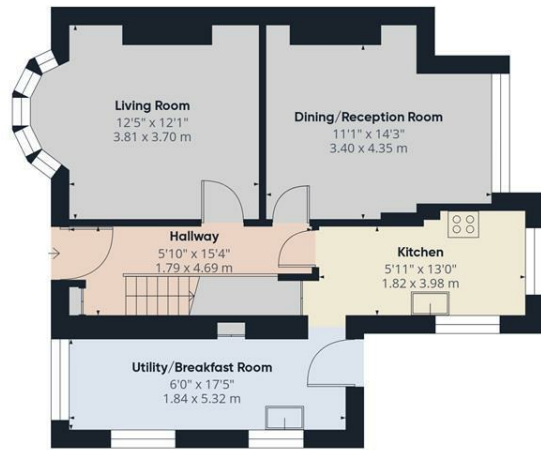 Living Room
12'5" x 12'1"
3.81 x 3.70 m
Dining/Reception Room
11'1" x 14'3"
3.40 x 4.35 m
Hallway
5'10" x 15'4"
1.79 x 4.69 m
Kitchen
5'11" x 13'0"
1.82 x 3.98 m
Utility/Breakfast Room
6'0" x 17'5"
1.84 x 5.32 m